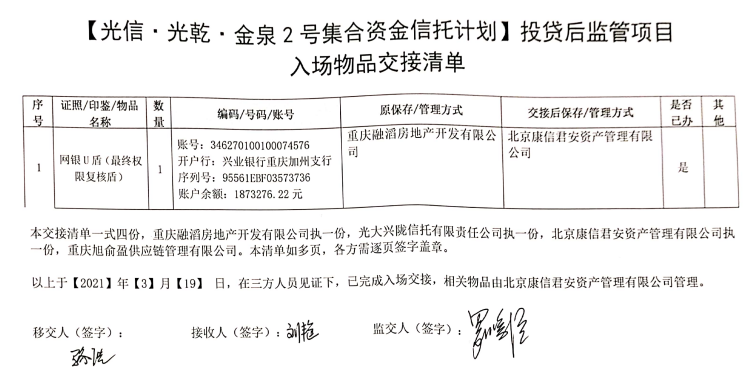 【光信·光乾·金泉2号集合资金信托计划】投贷后监管项目
入场物品交接清单
序号 证照/印鉴/物品名称 数量 编码/号码/账号 原保存/管理方式 交接后保存/管理方式 是否已办 其他
1 网银U盾（最终权限复核盾） 1 账号：346270100100074576
开户行：兴业银行重庆加州支行
序列号：95561EBF03573736
账户余额：1873276.22元
重庆融滔房地产开发有限公司
北京康信君安资产管理有限公司
是
本交接清单一式四份，重庆融滔房地产开发有限公司执一份，光大兴陇信托有限责任公司执一份，北京康信君安资产管理有限公司执
一份，重庆旭俞盈供应链管理有限公司。本清单如多页，各方需逐页签字盖章。
以上于【2021】年【3】月【19】 日，在三方人员见证下，已完成入场交接，相关物品由北京康信君安资产管理有限公司管理。
移交人（签字）： 接收人（签字）：刘艳 监交人（签字）：